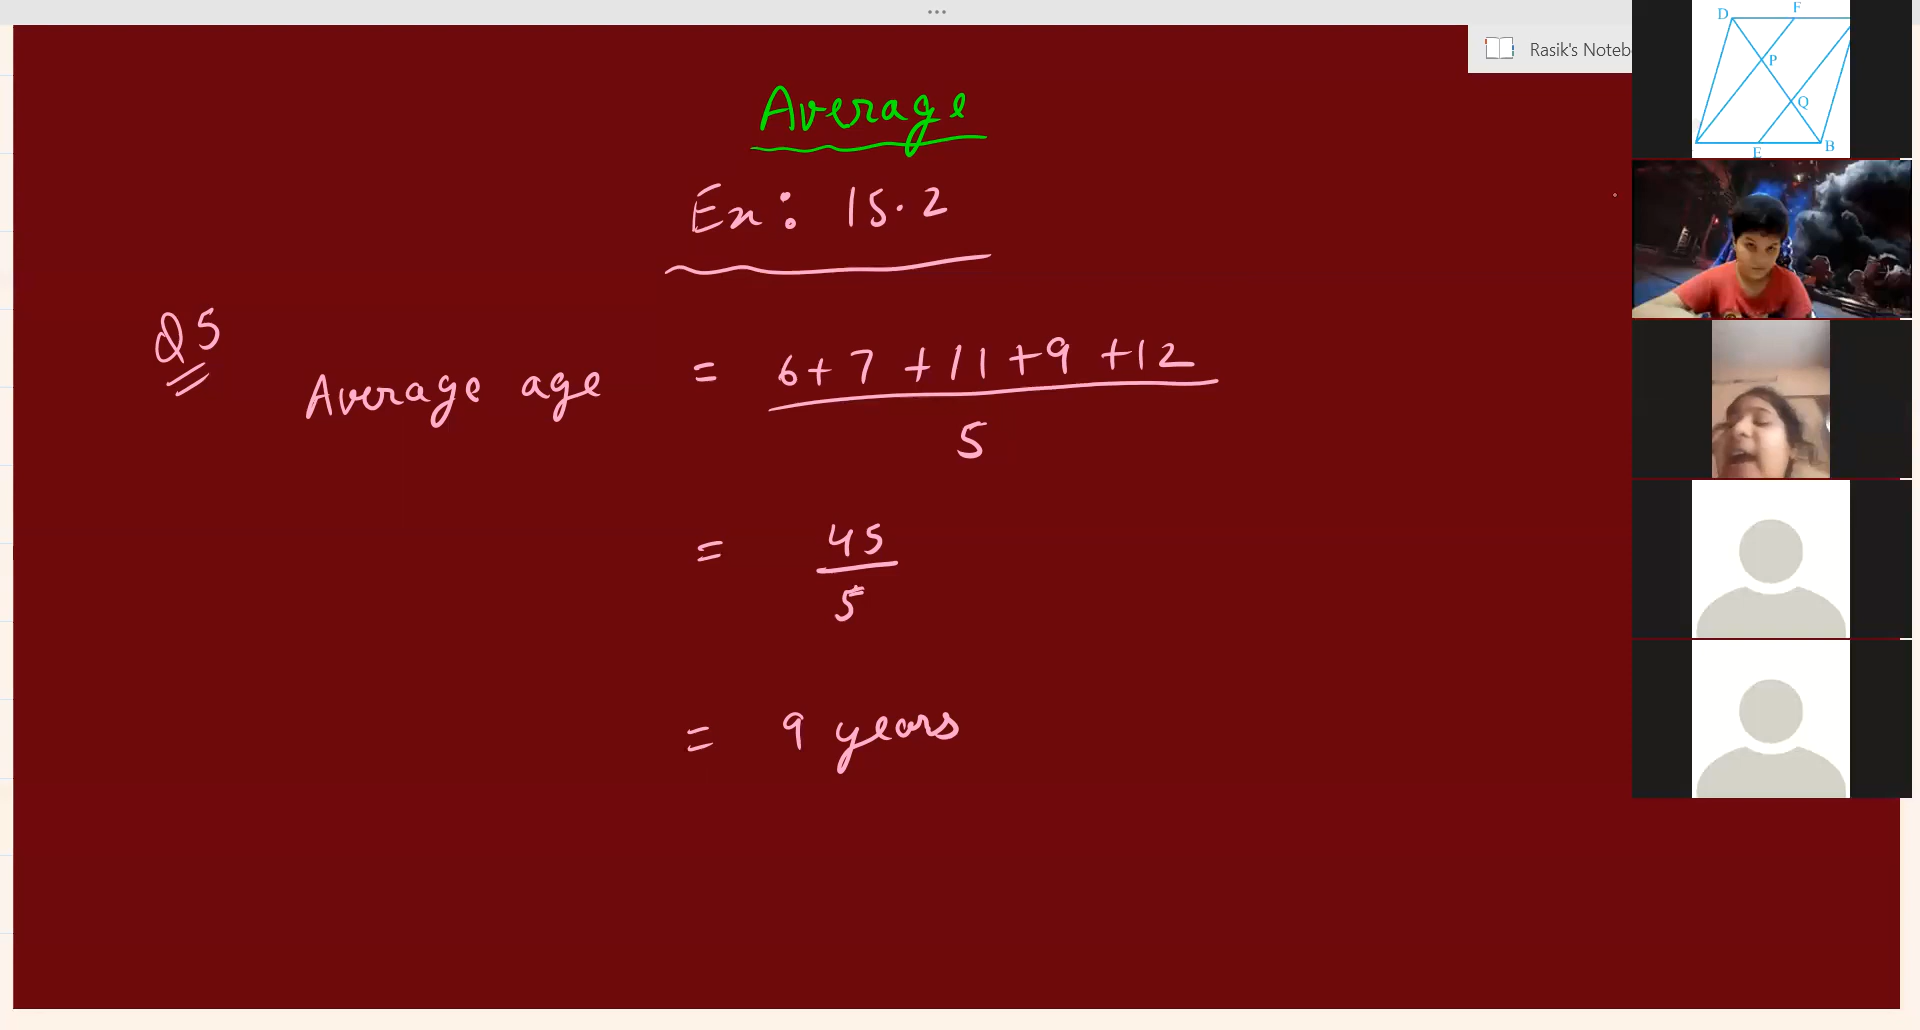 Rasik's Noteb
Average
Ex: 15.2
Q5
Average age = 6+7+11+9+12
5
= 45
5
= 9 years
D F
P
Q
E B